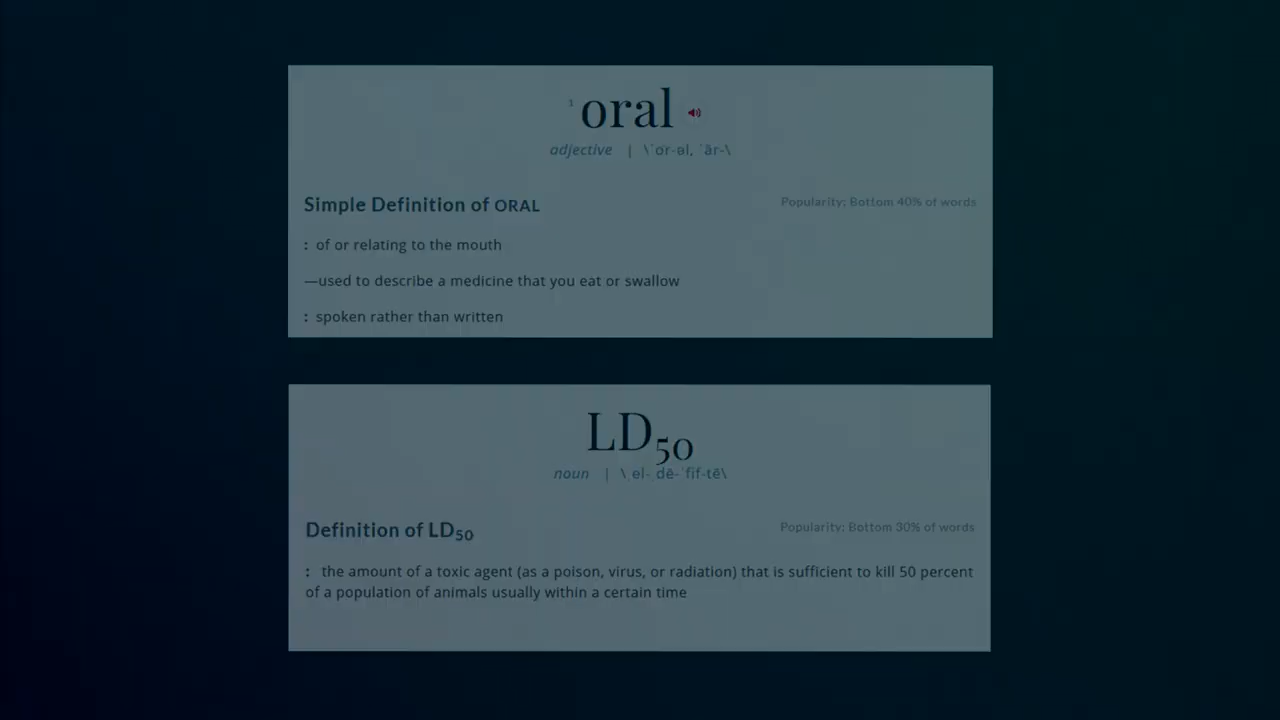 1 oral
adjective | \ˈȯr-əl, ˈär-\
Simple Definition of ORAL
Popularity: Bottom 40% of words
: of or relating to the mouth
—used to describe a medicine that you eat or swallow
: spoken rather than written
LD50
noun | \ˌel-ˌdē-ˈfif-tē\
Definition of LD50
Popularity: Bottom 30% of words
: the amount of a toxic agent (as a poison, virus, or radiation) that is sufficient to kill 50 percent
of a population of animals usually within a certain time